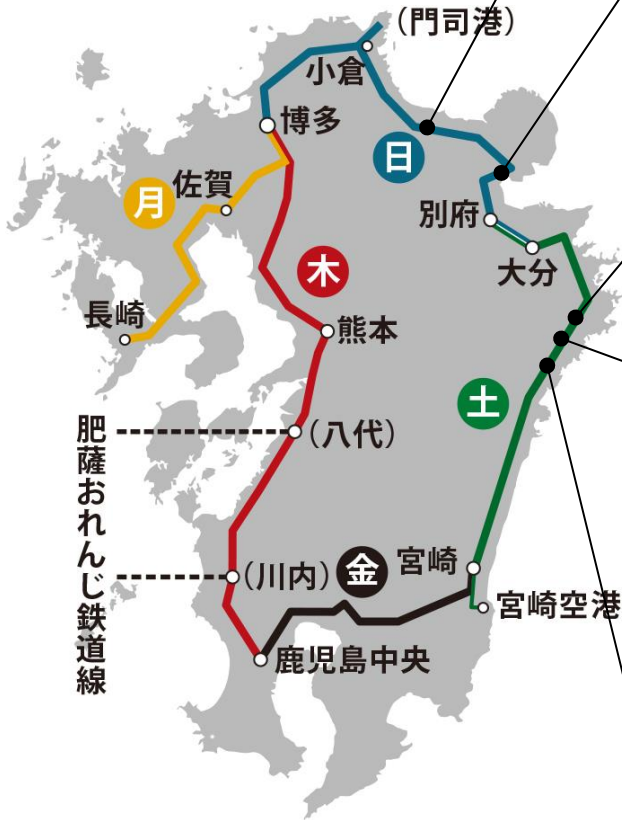 （門司港）
小倉
博多
日
佐賀
月
別府
大分
木
長崎
熊本
土
（八代）
肥薩おれんじ鉄道線
金
宮崎
（川内）
宮崎空港
鹿児島中央